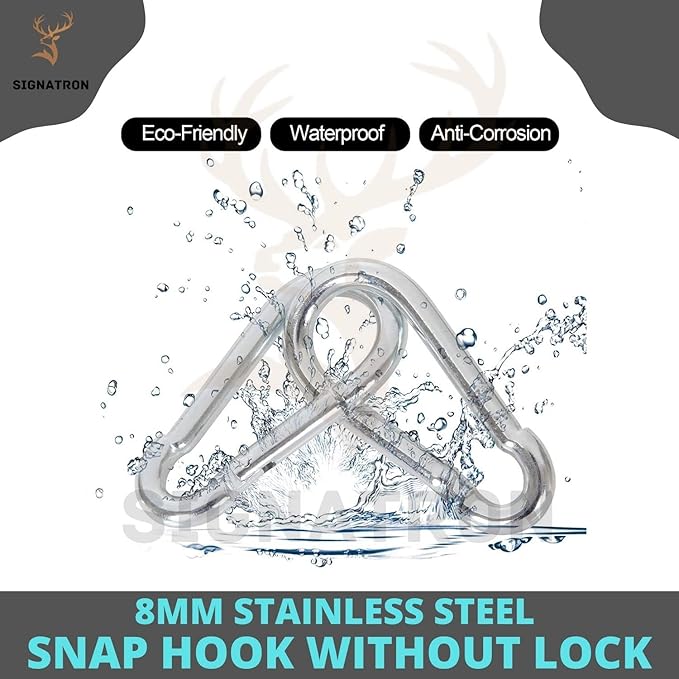 SIGNATRON
Eco-Friendly Waterproof Anti-Corrosion
SIGNATRON
8MM STAINLESS STEEL
SNAP HOOK WITHOUT LOCK